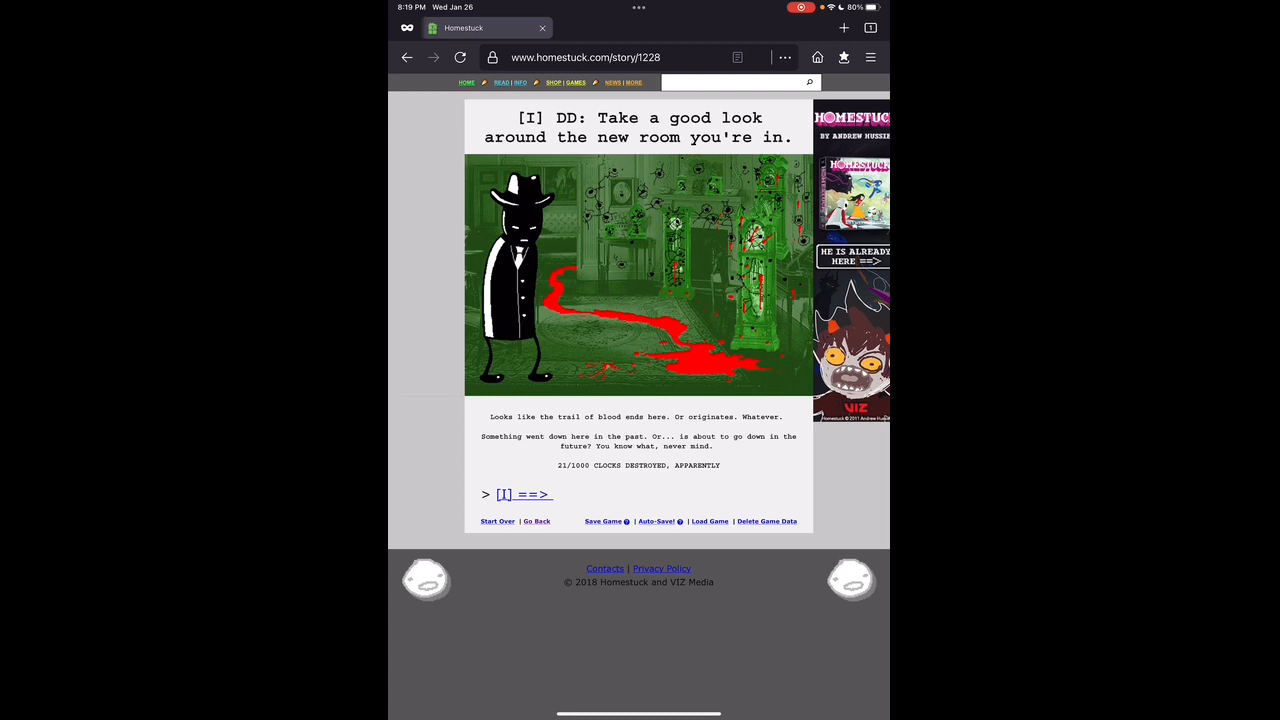 8:19 PM Wed Jan 26
80%
Homestuck
1
www.homestuck.com/story/1228
HOME READ | INFO SHOP | GAMES NEWS | MORE
[I] DD: Take a good look
around the new room you're in.
HOMESTUC
BY ANDREW HUSSIE
HOMESTUCK
HE IS ALREADY
HERE ==>
VIZ
Looks like the trail of blood ends here. Or originates. Whatever.
Something went down here in the past. Or... is about to go down in the
future? You know what, never mind.
21/1000 CLOCKS DESTROYED, APPARENTLY
> [I] ==>
Start Over | Go Back Save Game ? | Auto-Save! ? | Load Game | Delete Game Data
Contacts | Privacy Policy
© 2018 Homestuck and VIZ Media